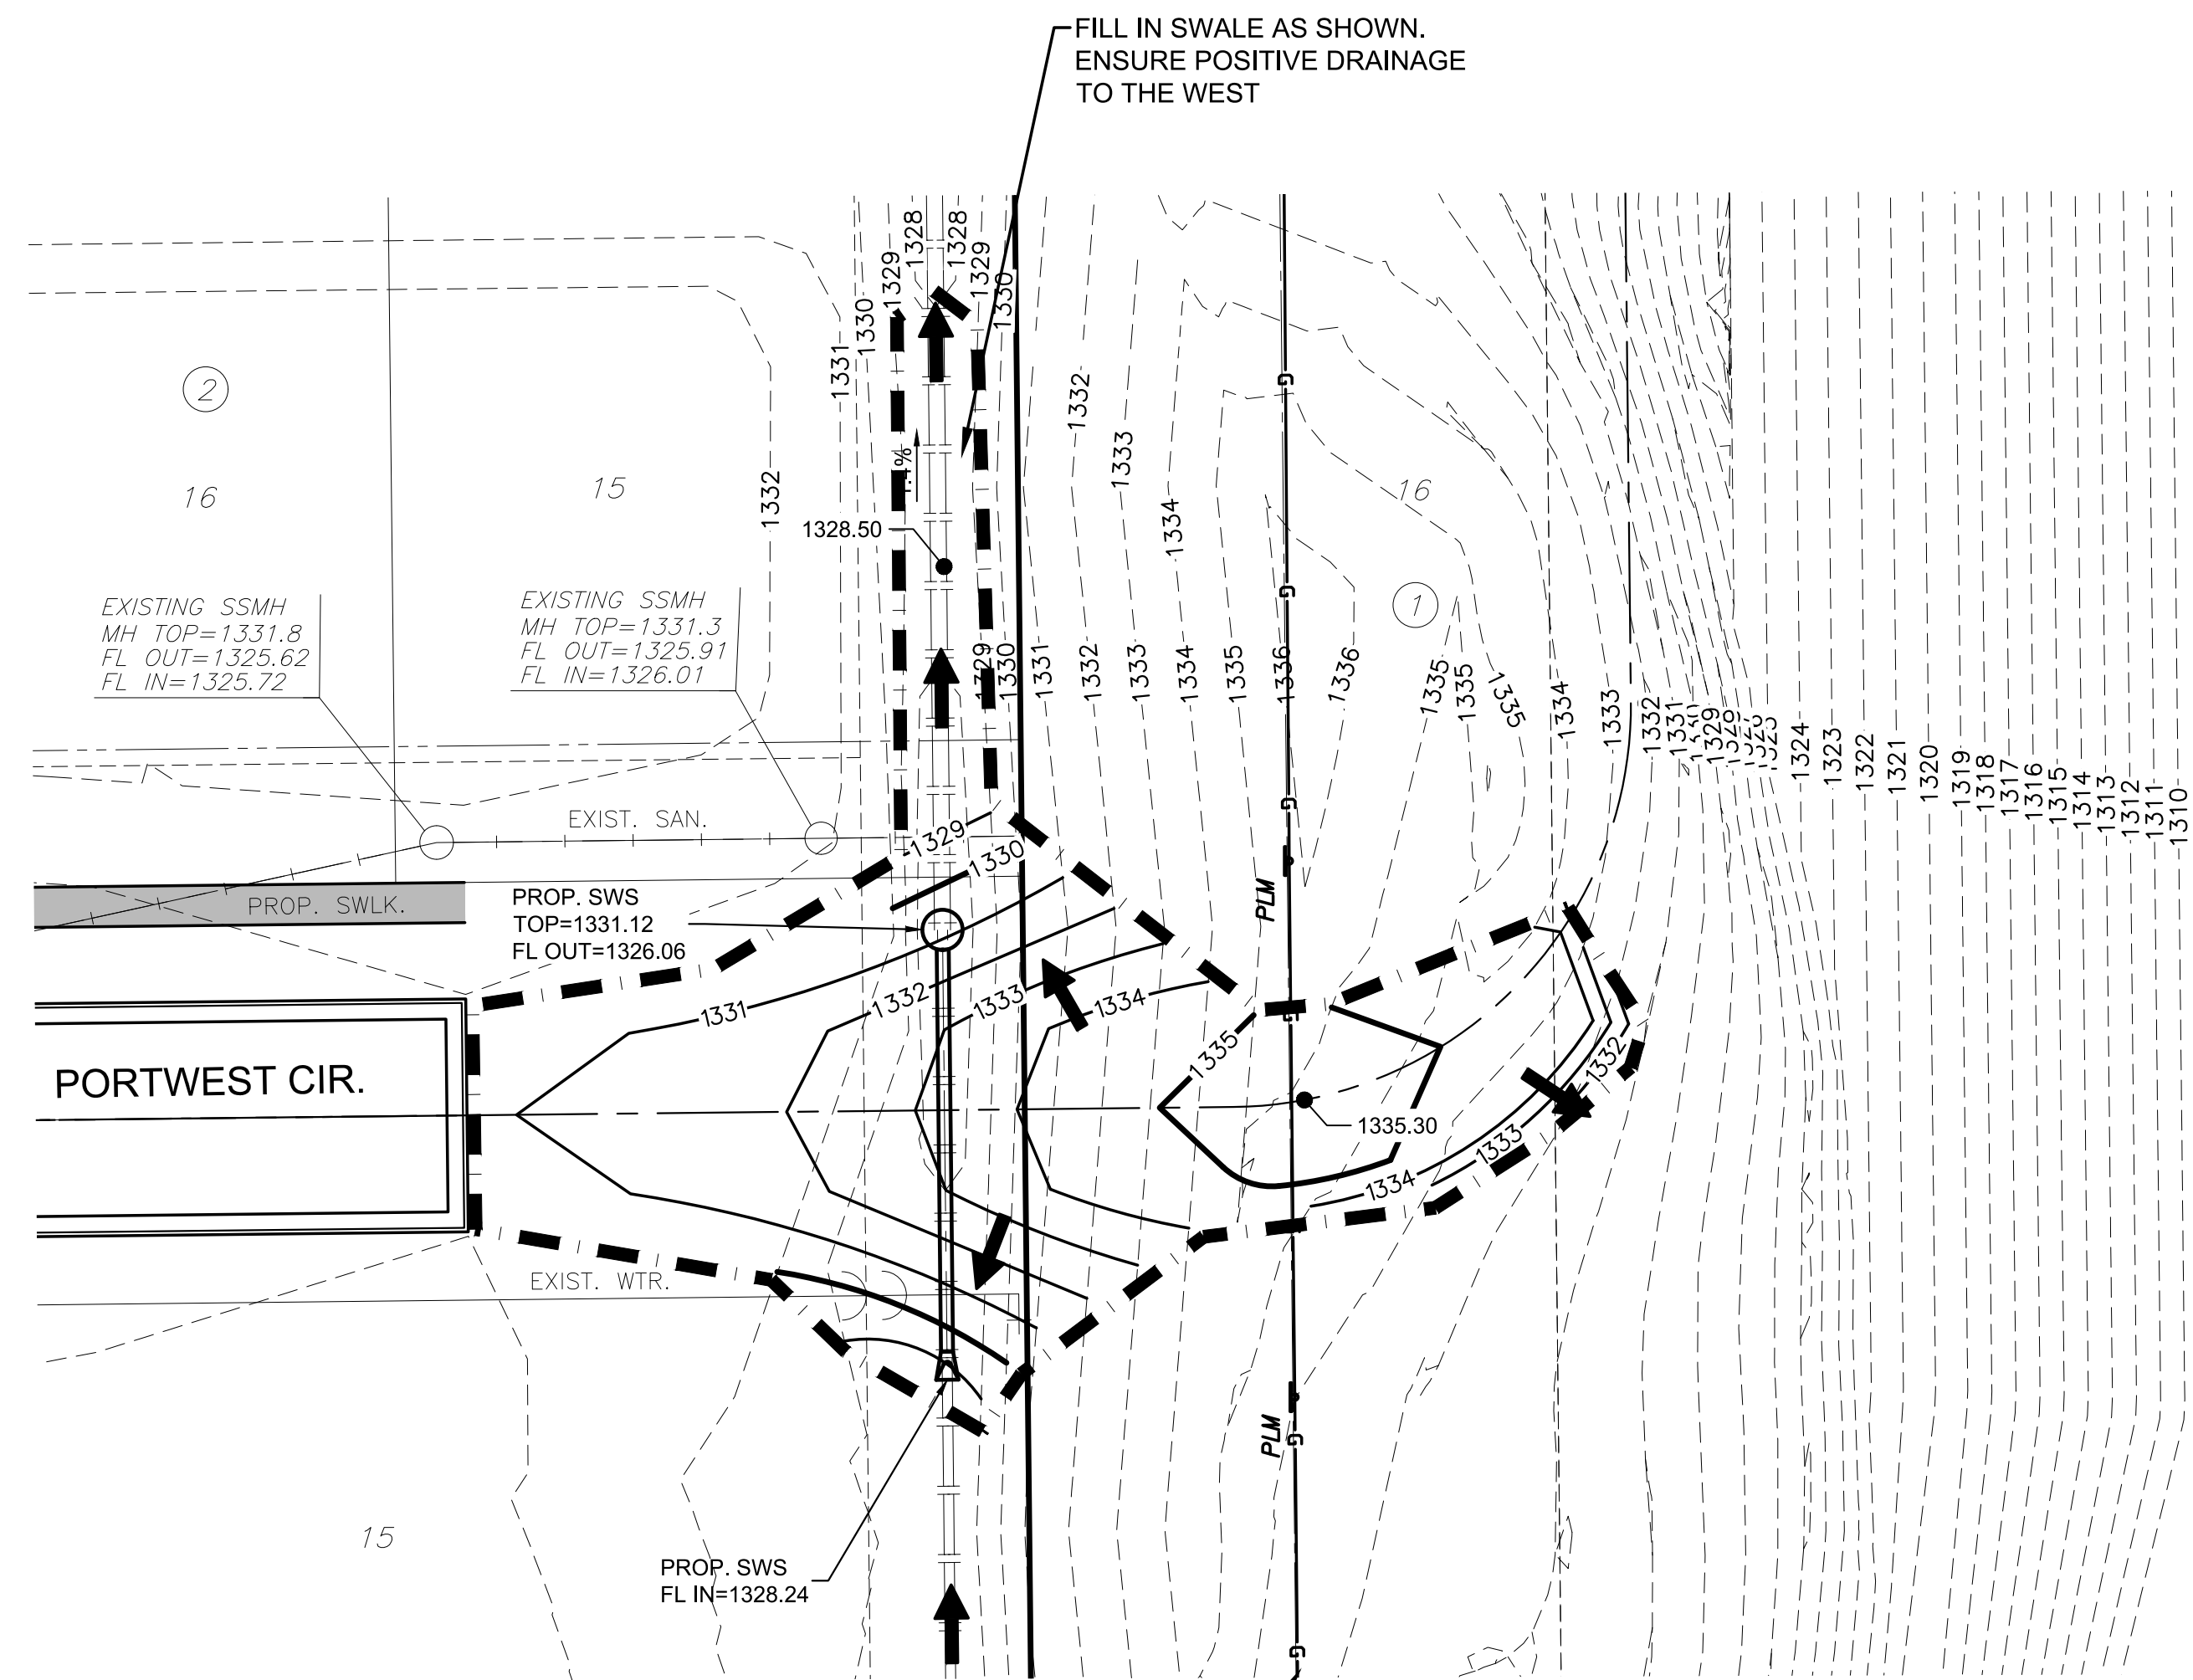 FILL IN SWALE AS SHOWN.
ENSURE POSITIVE DRAINAGE
TO THE WEST
1328
1328
1329
1329
1330
1330
1331
1332
1332
1333
1334
2
16
15
16
1
1328.50
EXISTING SSMH
MH TOP=1331.8
FL OUT=1325.62
FL IN=1325.72
EXISTING SSMH
MH TOP=1331.3
FL OUT=1325.91
FL IN=1326.01
G
G
G
1329
1330
1331
1332
1333
1334
1335
1336
1336
1335
1335
1335
1334
1333
1332
1331
1329
1324
1323
1322
1321
1320
1319
1318
1317
1316
1315
1314
1313
1312
1311
1310
EXIST. SAN.
1329
1330
PROP. SWLK.
PROP. SWS
TOP=1331.12
FL OUT=1326.06
PLM
1331
1332
1333
1334
1335
1332
PORTWEST CIR.
1335.30
1333
1334
EXIST. WTR.
PLM
G
15
PROP. SWS
FL IN=1328.24
G